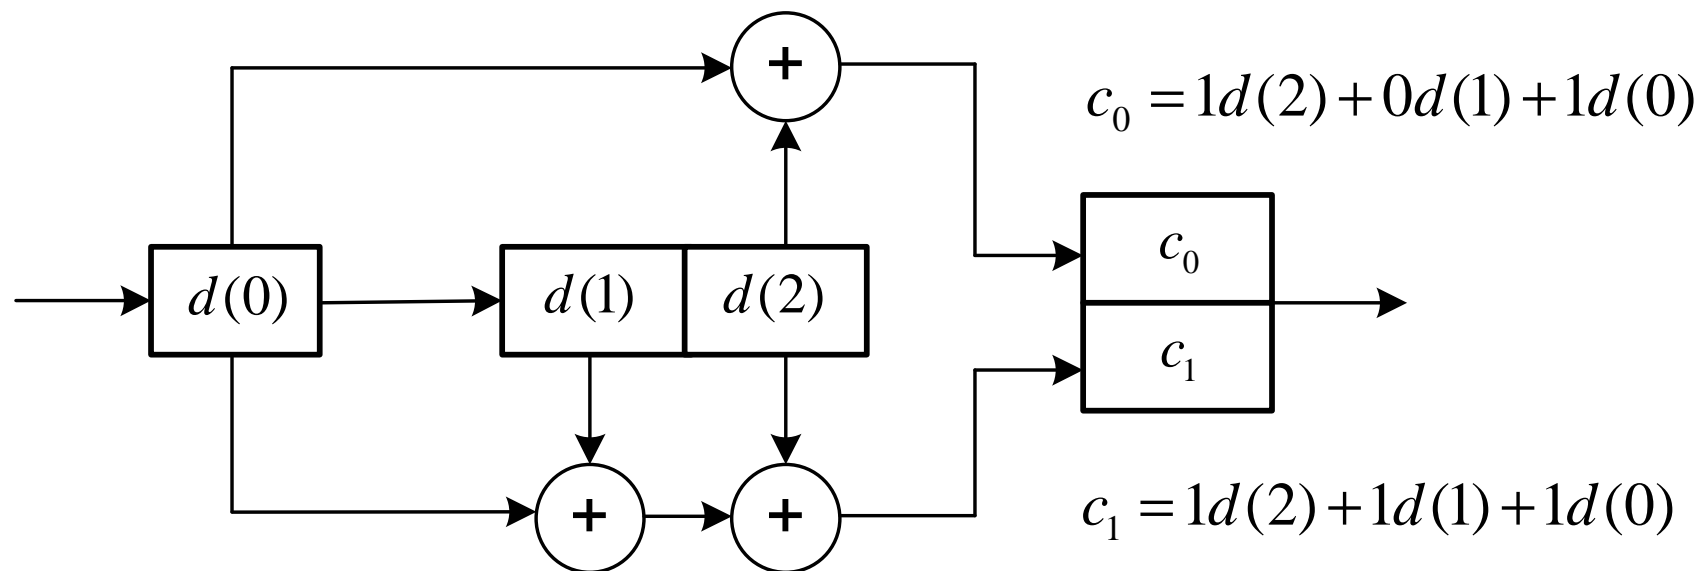 +
c₀ = 1d(2) + 0d(1) + 1d(0)
c₀
d(0)
d(1)
d(2)
c₁
+
+
c₁ = 1d(2) + 1d(1) + 1d(0)